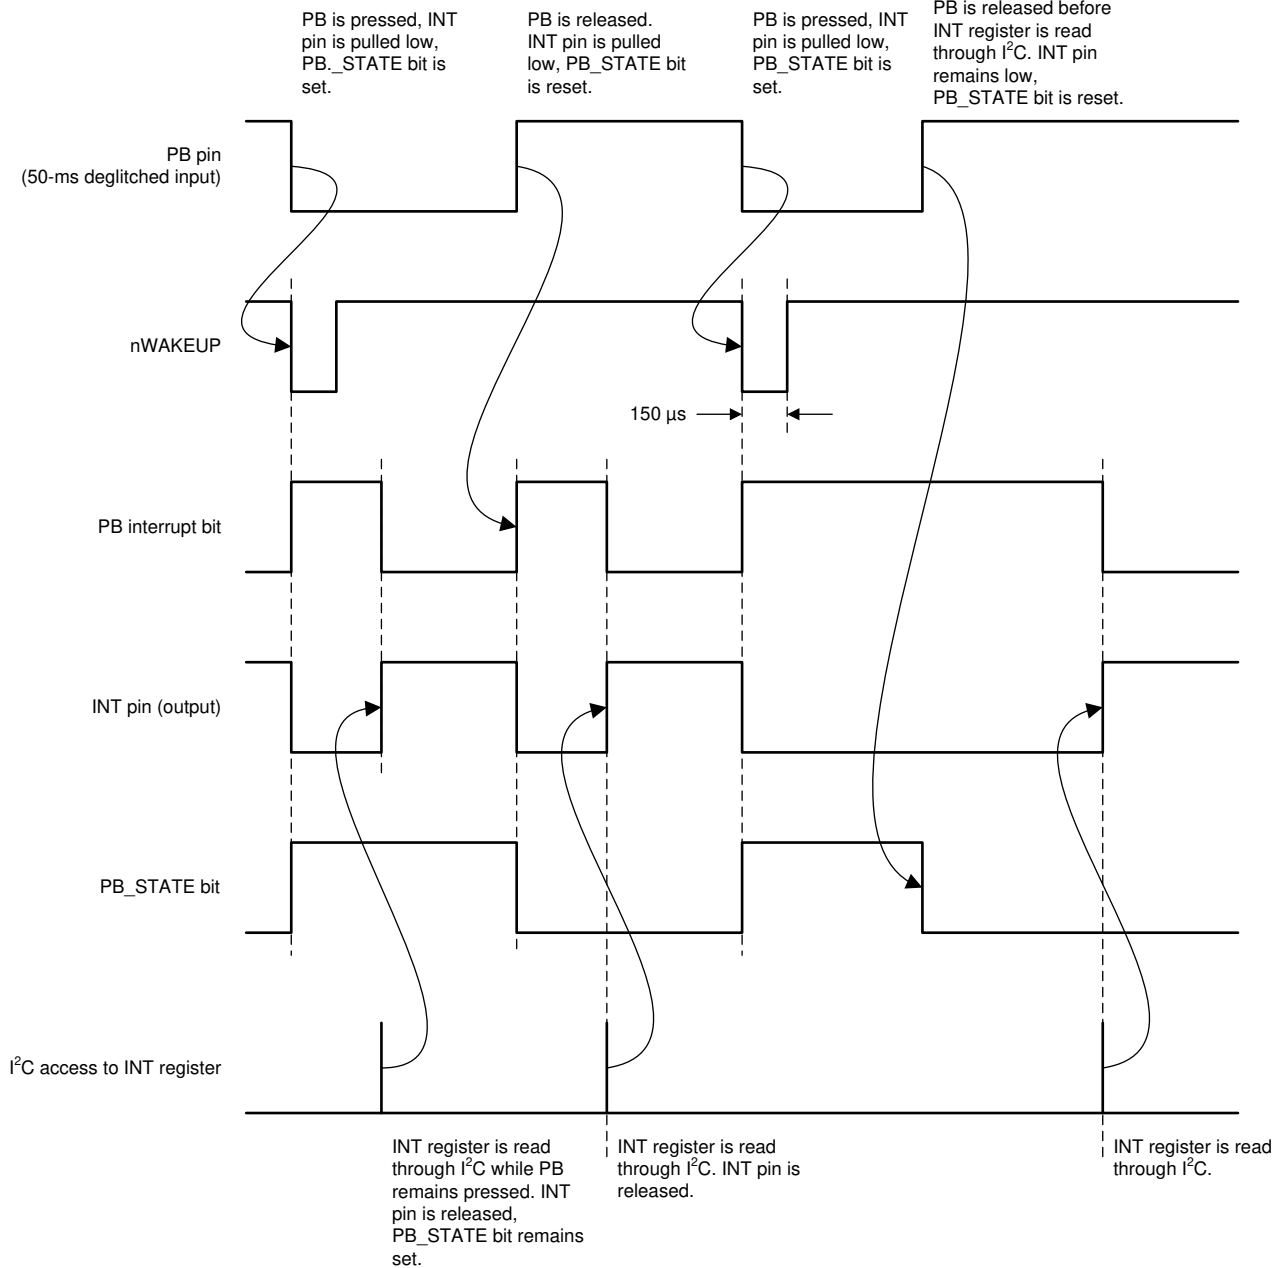 PB is pressed, INT
pin is pulled low,
PB._STATE bit is
set.
PB is released.
INT pin is pulled
low, PB_STATE bit
is reset.
PB is pressed, INT
pin is pulled low,
PB_STATE bit is
set.
PB is released before
INT register is read
through I²C. INT pin
remains low,
PB_STATE bit is reset.
PB pin
(50-ms deglitched input)
nWAKEUP
150 µs
PB interrupt bit
INT pin (output)
PB_STATE bit
I²C access to INT register
INT register is read
through I²C while PB
remains pressed. INT
pin is released,
PB_STATE bit remains
set.
INT register is read
through I²C. INT pin is
released.
INT register is read
through I²C.